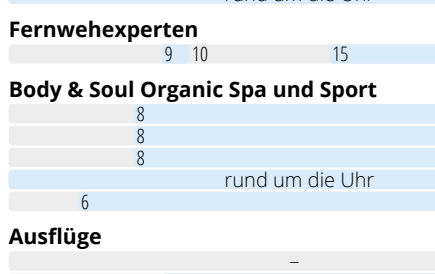 rund um die Uhr
Fernwehexperten
9 10 15
Body & Soul Organic Spa und Sport
8
8
8
rund um die Uhr
6
Ausflüge
–